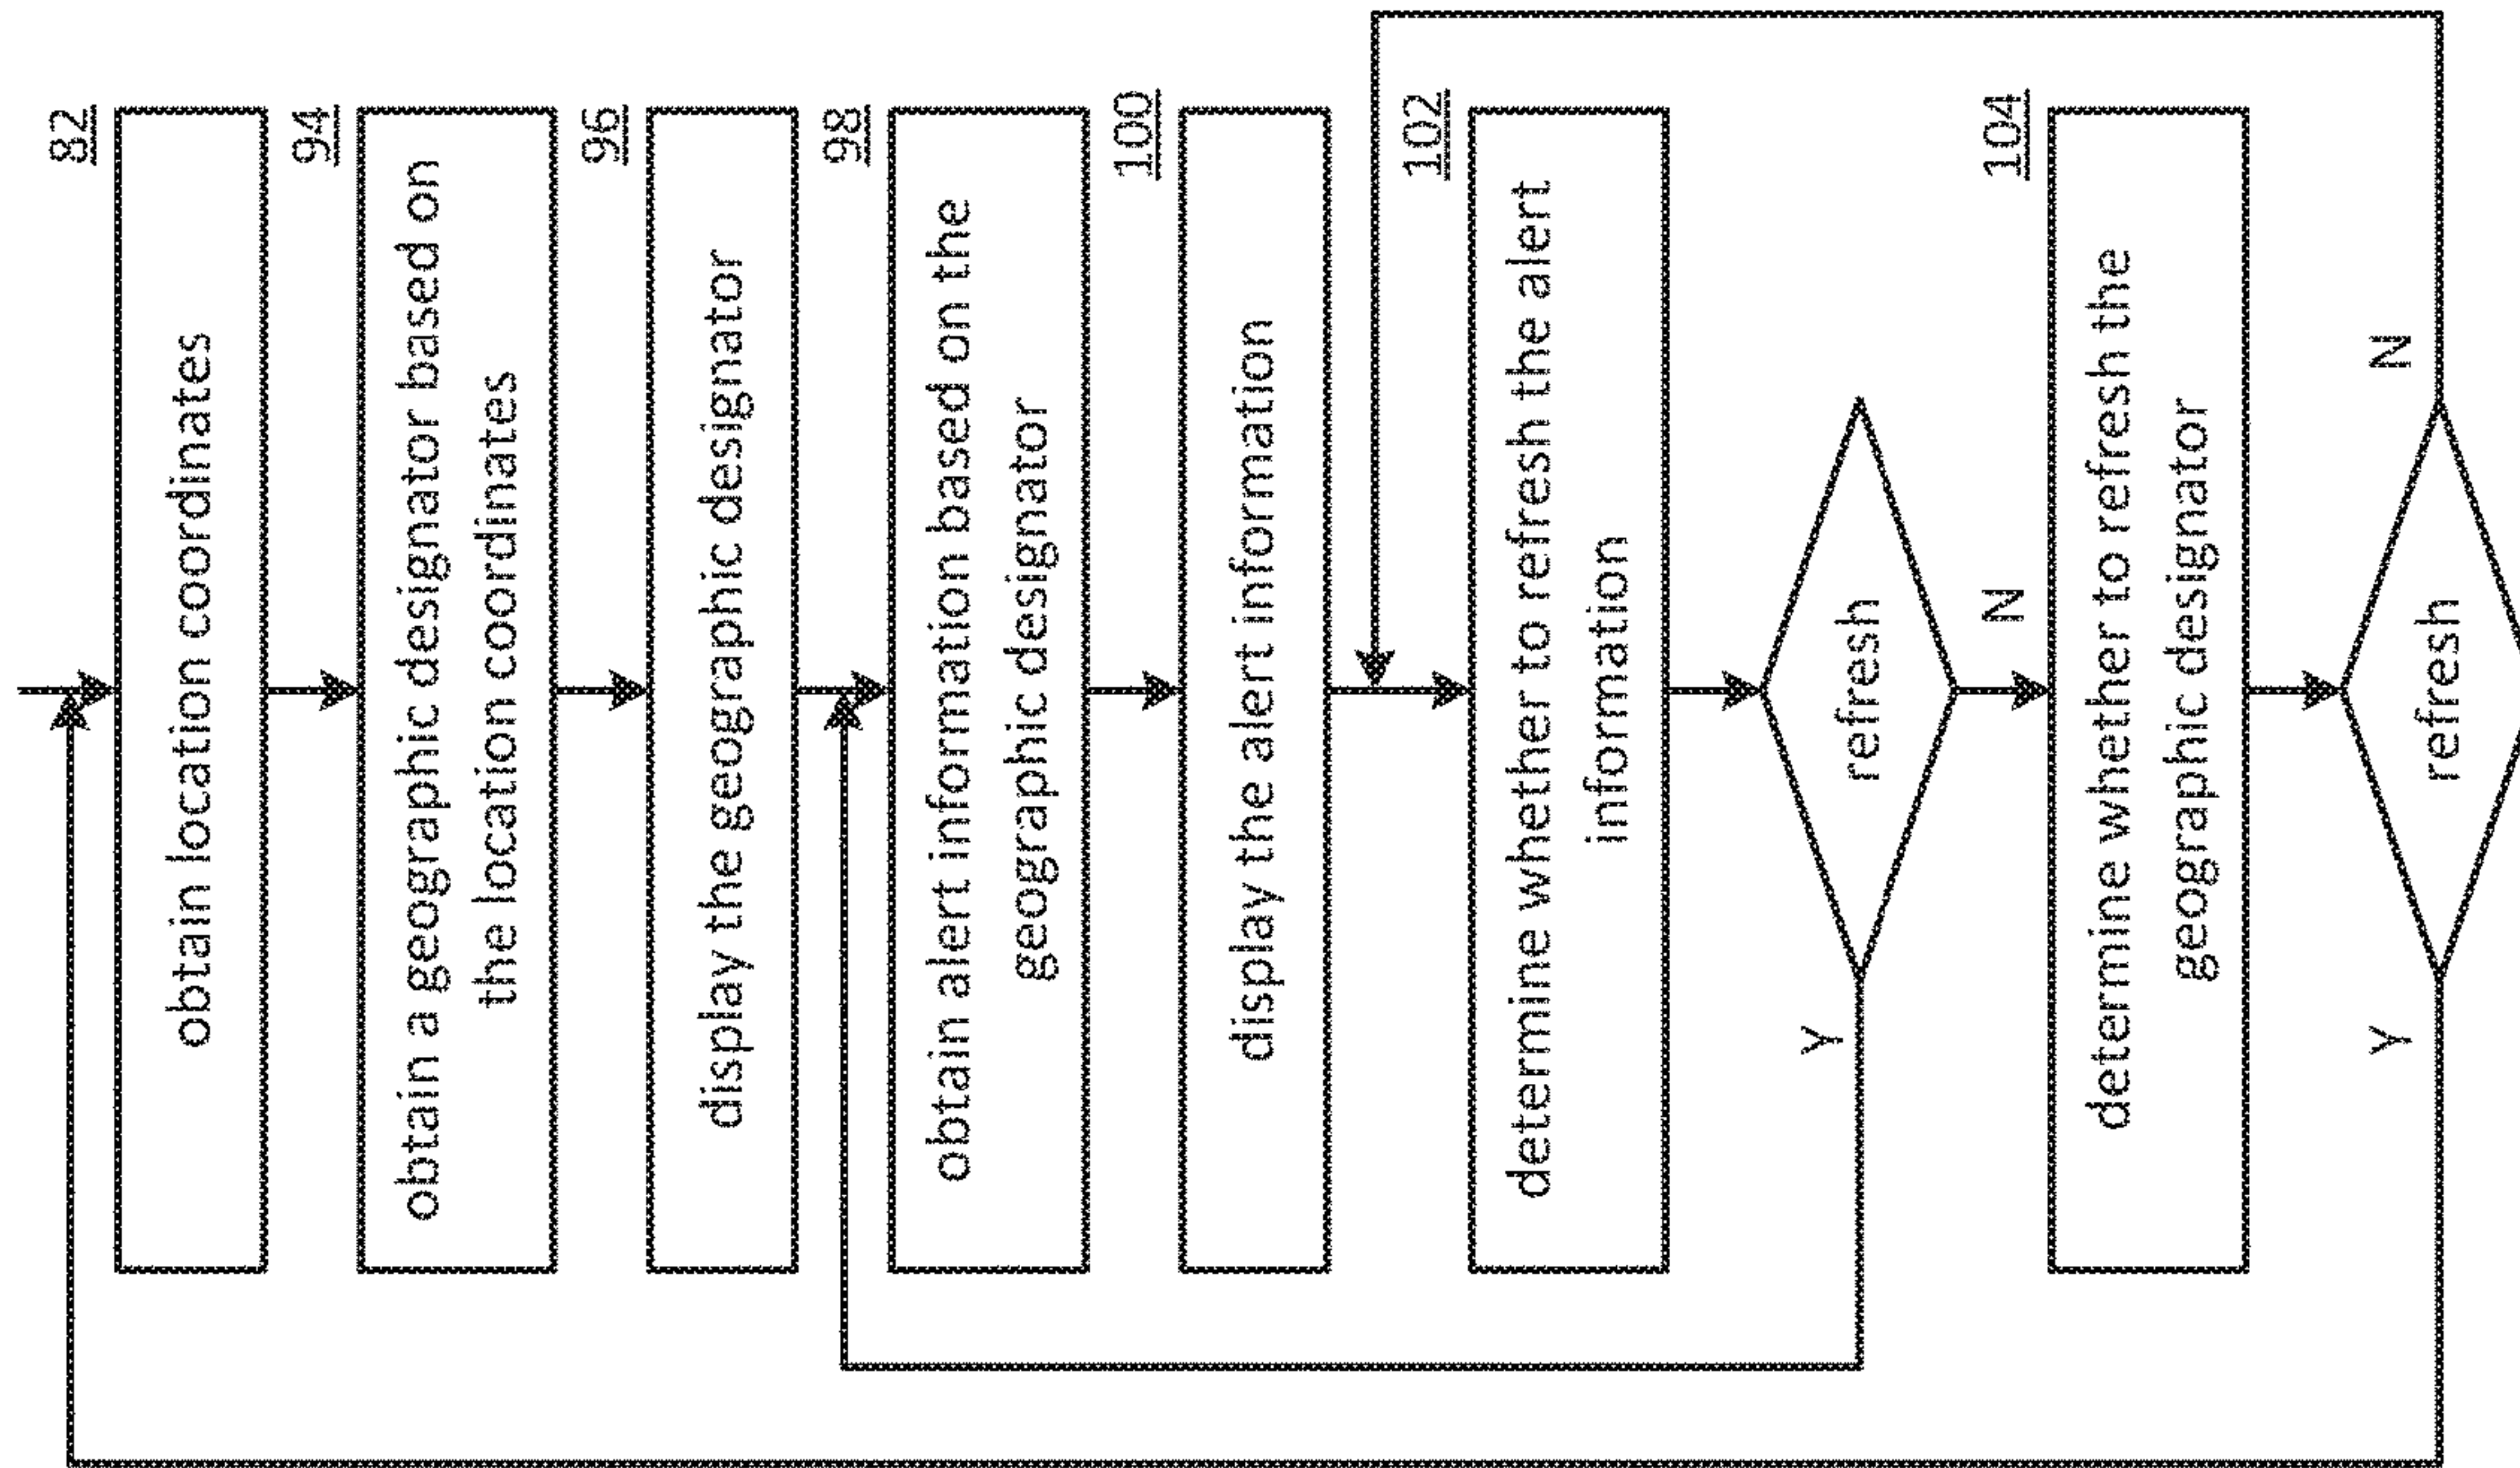 82
obtain location coordinates
94
obtain a geographic designator based on
the location coordinates
96
display the geographic designator
98
obtain alert information based on the
geographic designator
100
display the alert information
102
determine whether to refresh the alert
information
refresh
Y
N
104
determine whether to refresh the
geographic designator
refresh
Y
N